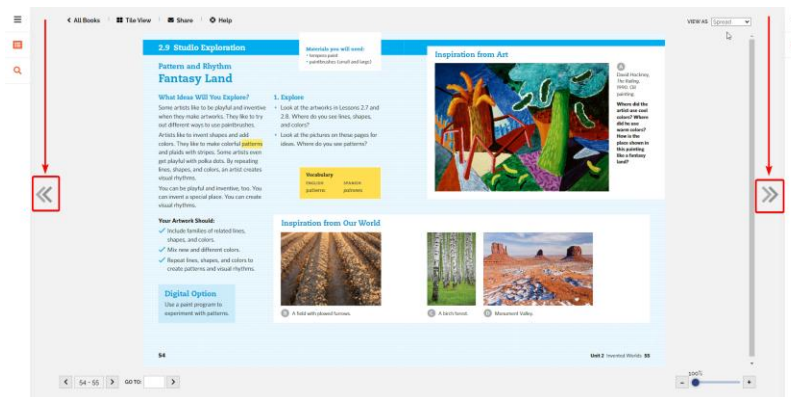 All Books
Tile View
Share
Help
VIEW AS: Spread
2.9 Studio Exploration
Pattern and Rhythm
Fantasy Land
What Ideas Will You Explore?
Some artists like to be playful and inventive
when they make artworks. They like to try
out different ways to use paintbrushes.
Artists like to invent shapes and add
colors. They like to make colorful patterns
and plaids with stripes. Some artists even
get playful with polka dots. By repeating
lines, shapes, and colors, an artist creates
visual rhythms.
You can be playful and inventive, too. You
can invent a special place. You can create
visual rhythms.
Your Artwork Should:
✓ Include families of related lines,
shapes, and colors.
✓ Mix new and different colors.
✓ Repeat lines, shapes, and colors to
create patterns and visual rhythms.
Digital Option
Use a paint program to
experiment with patterns.
54
Materials you will need:
• tempera paint
• paintbrushes (small and large)
1. Explore
• Look at the artworks in Lessons 2.7 and
2.8. Where do you see lines, shapes,
and colors?
• Look at the pictures on these pages for
ideas. Where do you see patterns?
Vocabulary
ENGLISH SPANISH
patterns patrones
Inspiration from Art
A
David Hockney,
The Railing,
1990. Oil
painting.
Where did the
artist use cool
colors? Where
did he use
warm colors?
How is the
place shown in
this painting
like a fantasy
land?
Inspiration from Our World
B A field with plowed furrows.
C A birch forest.
D Monument Valley.
Unit 2 Invented Worlds 55
54 - 55
GO TO:
100%
- +